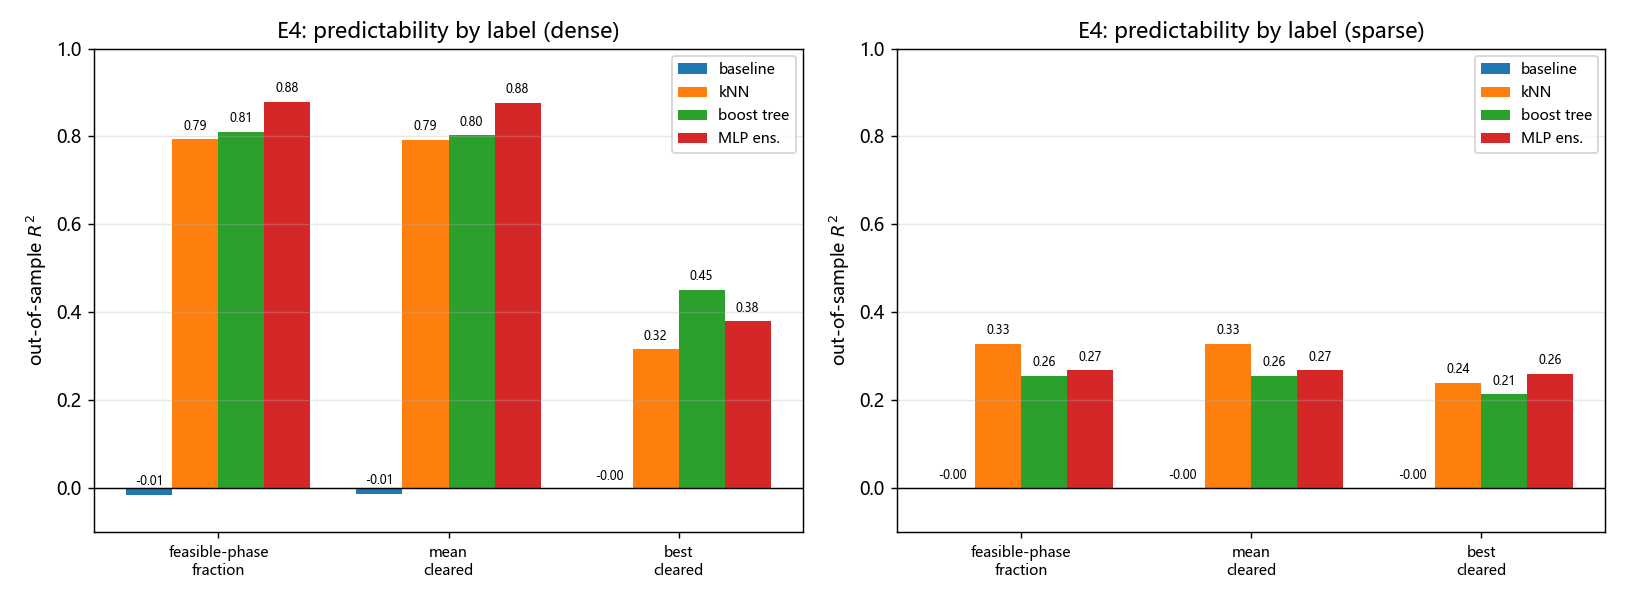 E4: predictability by label (dense)
out-of-sample R²
1.0
0.8
0.6
0.4
0.2
0.0
baseline
kNN
boost tree
MLP ens.
-0.01
0.79
0.81
0.88
-0.01
0.79
0.80
0.88
-0.00
0.32
0.45
0.38
feasible-phase
fraction
mean
cleared
best
cleared
E4: predictability by label (sparse)
out-of-sample R²
1.0
0.8
0.6
0.4
0.2
0.0
baseline
kNN
boost tree
MLP ens.
-0.00
0.33
0.26
0.27
-0.00
0.33
0.26
0.27
-0.00
0.24
0.21
0.26
feasible-phase
fraction
mean
cleared
best
cleared